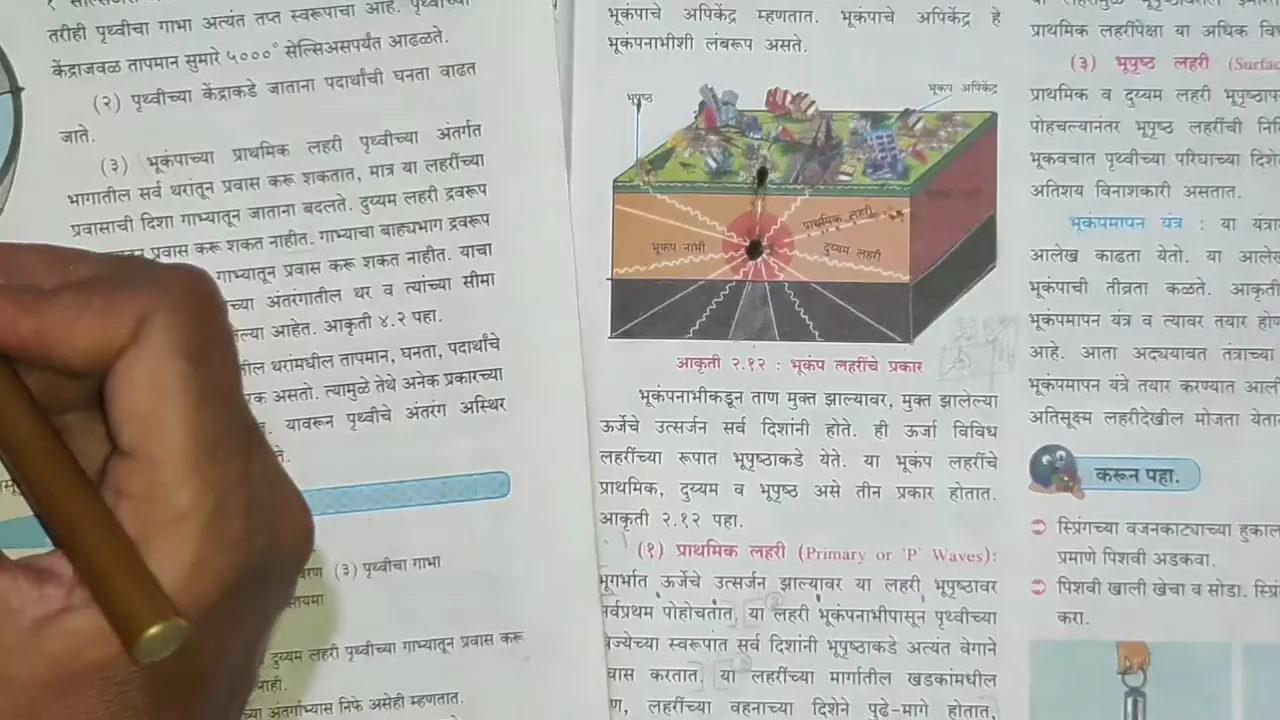 तरीही पृथ्वीचा गाभा अत्यंत तप्त स्वरूपाचा आहे. पृथ्वीच्या
केंद्राजवळ तापमान सुमारे ५०००° सेल्सिअसपर्यंत आढळते.
(२) पृथ्वीच्या केंद्राकडे जाताना पदार्थांची घनता वाढत
जाते.
(३) भूकंपाच्या प्राथमिक लहरी पृथ्वीच्या अंतर्गत
भागातील सर्व थरांतून प्रवास करू शकतात, मात्र या लहरींच्या
प्रवासाची दिशा गाभ्यातून जाताना बदलते. दुय्यम लहरी द्रवरूप
प्रवास करू शकत नाहीत. गाभ्याचा बाह्यभाग द्रवरूप
गाभ्यातून प्रवास करू शकत नाहीत. याचा
च्या अंतरंगातील थर व त्यांच्या सीमा
आहेत. आकृती ४.२ पहा.
थरांमधील तापमान, घनता, पदार्थांचे
असतो. त्यामुळे तेथे अनेक प्रकारच्या
यावरून पृथ्वीचे अंतरंग अस्थिर
(३) पृथ्वीचा गाभा
सायमा
दुय्यम लहरी पृथ्वीच्या गाभ्यातून प्रवास करू
अंतर्गाभ्यास निफे असेही म्हणतात.
भूकंपाचे अपिकेंद्र म्हणतात. भूकंपाचे अपिकेंद्र हे
भूकंपनाभीशी लंबरूप असते.
भूपृष्ठ
भूकंप अपिकेंद्र
प्राथमिक लहरी
भूकंप नाभी
दुय्यम लहरी
आकृती २.१२ : भूकंप लहरींचे प्रकार
भूकंपनाभीकडून ताण मुक्त झाल्यावर, मुक्त झालेल्या
ऊर्जेचे उत्सर्जन सर्व दिशांनी होते. ही ऊर्जा विविध
लहरींच्या रूपात भूपृष्ठाकडे येते. या भूकंप लहरींचे
प्राथमिक, दुय्यम व भूपृष्ठ असे तीन प्रकार होतात.
आकृती २.१२ पहा.
(१) प्राथमिक लहरी (Primary or 'P' Waves):
भूगर्भात ऊर्जेचे उत्सर्जन झाल्यावर या लहरी भूपृष्ठावर
सर्वप्रथम पोहोचतात. या लहरी भूकंपनाभीपासून पृथ्वीच्या
त्रिज्येच्या स्वरूपात सर्व दिशांनी भूपृष्ठाकडे अत्यंत वेगाने
प्रवास करतात. या लहरींच्या मार्गातील खडकांमधील
कण, लहरींच्या वहनाच्या दिशेने पुढे-मागे होतात,
प्राथमिक लहरींपेक्षा या अधिक
(३) भूपृष्ठ लहरी (Surfac
प्राथमिक व दुय्यम लहरी
पोहचल्यानंतर भूपृष्ठ लहरींची
भूकवचात पृथ्वीच्या परिघाच्या
अतिशय विनाशकारी असतात.
भूकंपमापन यंत्र : या
आलेख काढता येतो. या
भूकंपाची तीव्रता कळते. आकृती
भूकंपमापन यंत्र व त्यावर तयार
आहे. आता अद्ययावत तंत्राच्या
भूकंपमापन यंत्रे तयार करण्यात
अतिसूक्ष्म लहरीदेखील मोजता
करून पहा.
स्प्रिंगच्या वजनकाट्याच्या
प्रमाणे पिशवी अडकवा.
पिशवी खाली खेचा व सोडा.
करा.